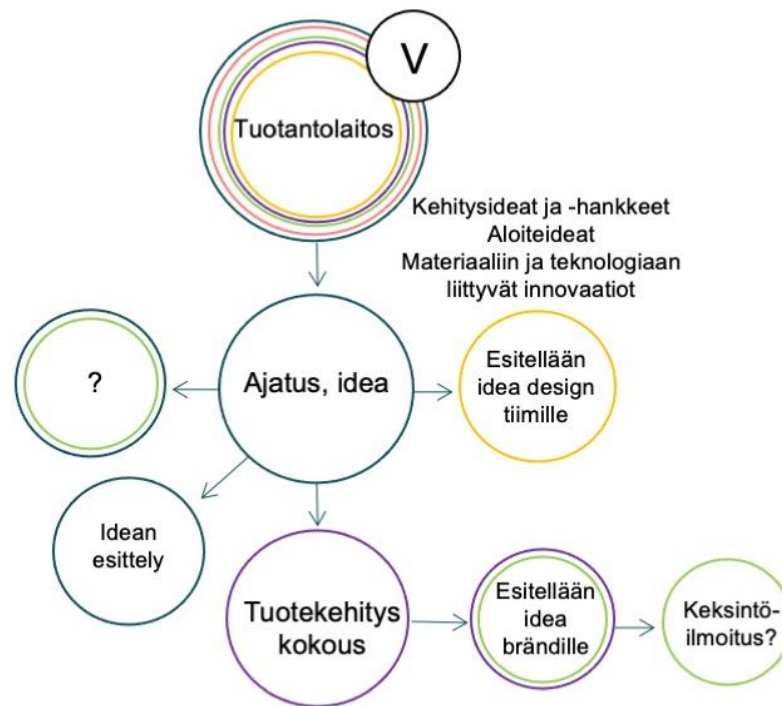 V
Tuotantolaitos
Kehitysideat ja -hankkeet
Aloiteideat
Materiaaliin ja teknologiaan
liittyvät innovaatiot
?
Ajatus, idea
Esitellään
idea design
tiimille
Idean
esittely
Tuotekehitys
kokous
Esitellään
idea
brändille
Keksintö-
ilmoitus?